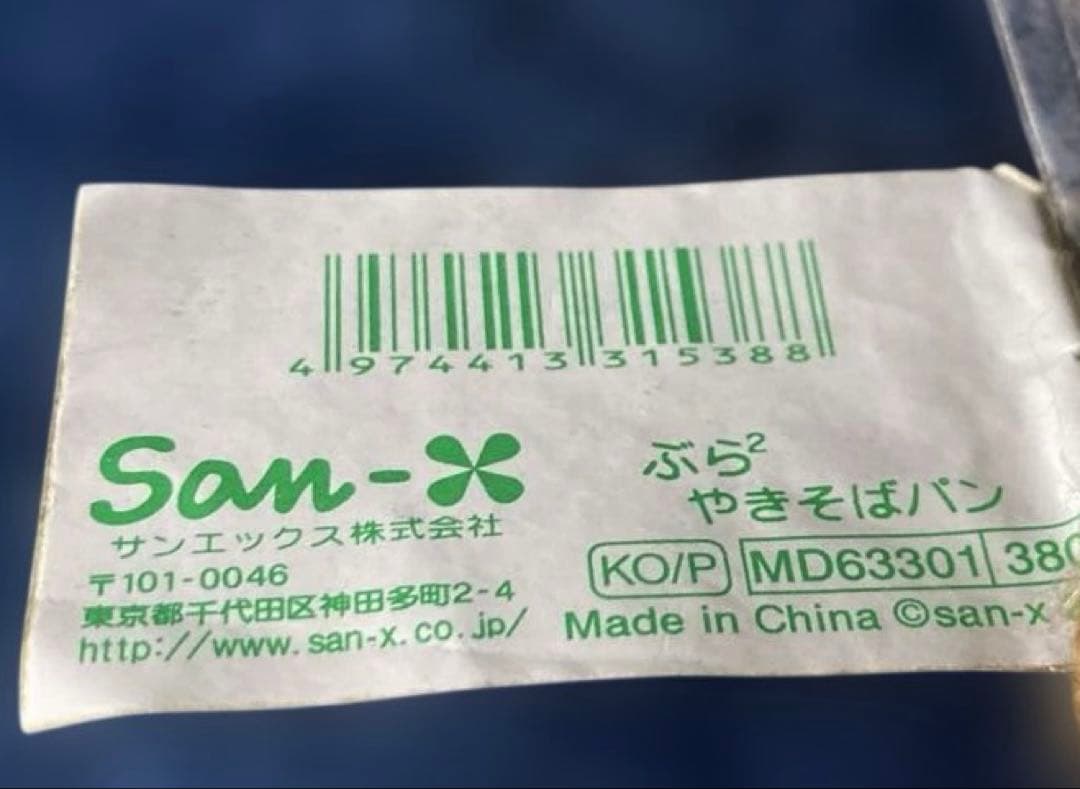 4 974413 315388
San-X
サンエックス株式会社
〒101-0046
東京都千代田区神田多町2-4
http://www.san-x.co.jp/
ぶら²
やきそばパン
KO/P MD63301 380
Made in China ©san-x